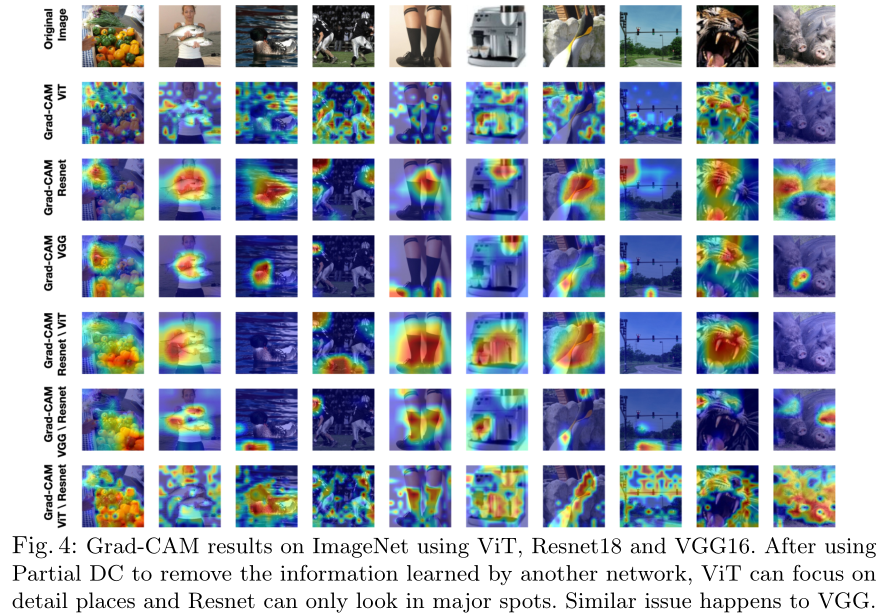 Original
Image
Grad-CAM
ViT
Grad-CAM
Resnet
Grad-CAM
VGG
Grad-CAM
Resnet \ ViT
Grad-CAM
VGG \ Resnet
Grad-CAM
ViT \ Resnet
Fig. 4: Grad-CAM results on ImageNet using ViT, Resnet18 and VGG16. After using
Partial DC to remove the information learned by another network, ViT can focus on
detail places and Resnet can only look in major spots. Similar issue happens to VGG.